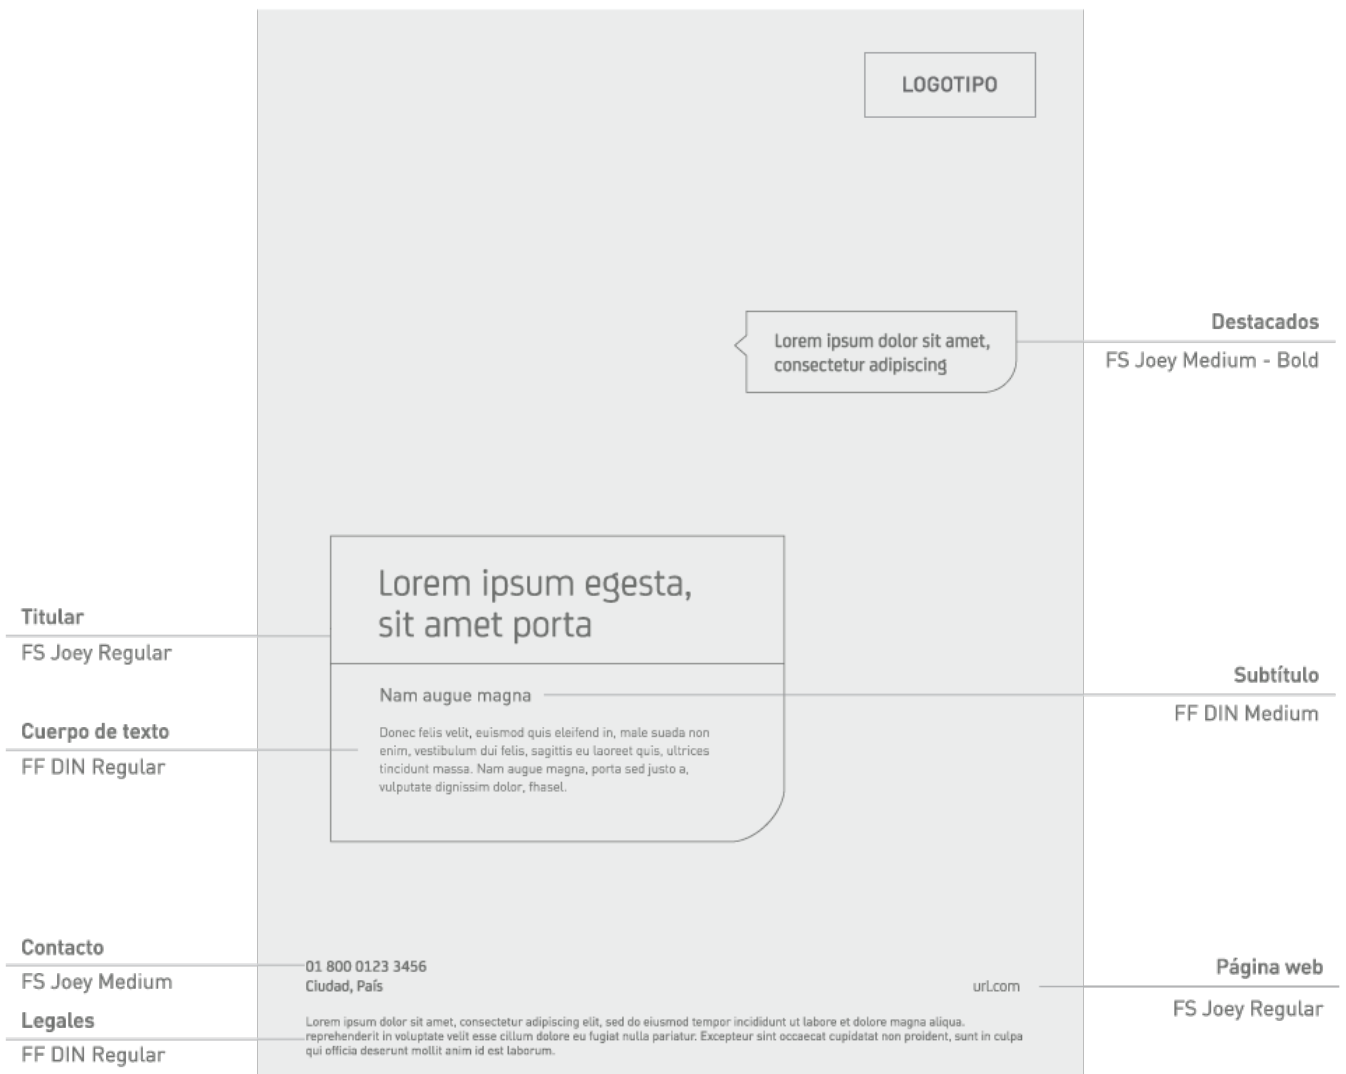 LOGOTIPO
Destacados
Lorem ipsum dolor sit amet,
consectetur adipiscing
FS Joey Medium - Bold
Lorem ipsum egesta,
sit amet porta
Titular
FS Joey Regular
Subtítulo
Nam augue magna
FF DIN Medium
Cuerpo de texto
FF DIN Regular
Donec felis velit, euismod quis eleifend in, male suada non
enim, vestibulum dui felis, sagittis eu laoreet quis, ultrices
tincidunt massa. Nam augue magna, porta sed justo a,
vulputate dignissim dolor, fhasel.
Contacto
FS Joey Medium
01 800 0123 3456
Ciudad, País
Página web
url.com
FS Joey Regular
Legales
FF DIN Regular
Lorem ipsum dolor sit amet, consectetur adipiscing elit, sed do eiusmod tempor incididunt ut labore et dolore magna aliqua.
reprehenderit in voluptate velit esse cillum dolore eu fugiat nulla pariatur. Excepteur sint occaecat cupidatat non proident, sunt in culpa
qui officia deserunt mollit anim id est laborum.